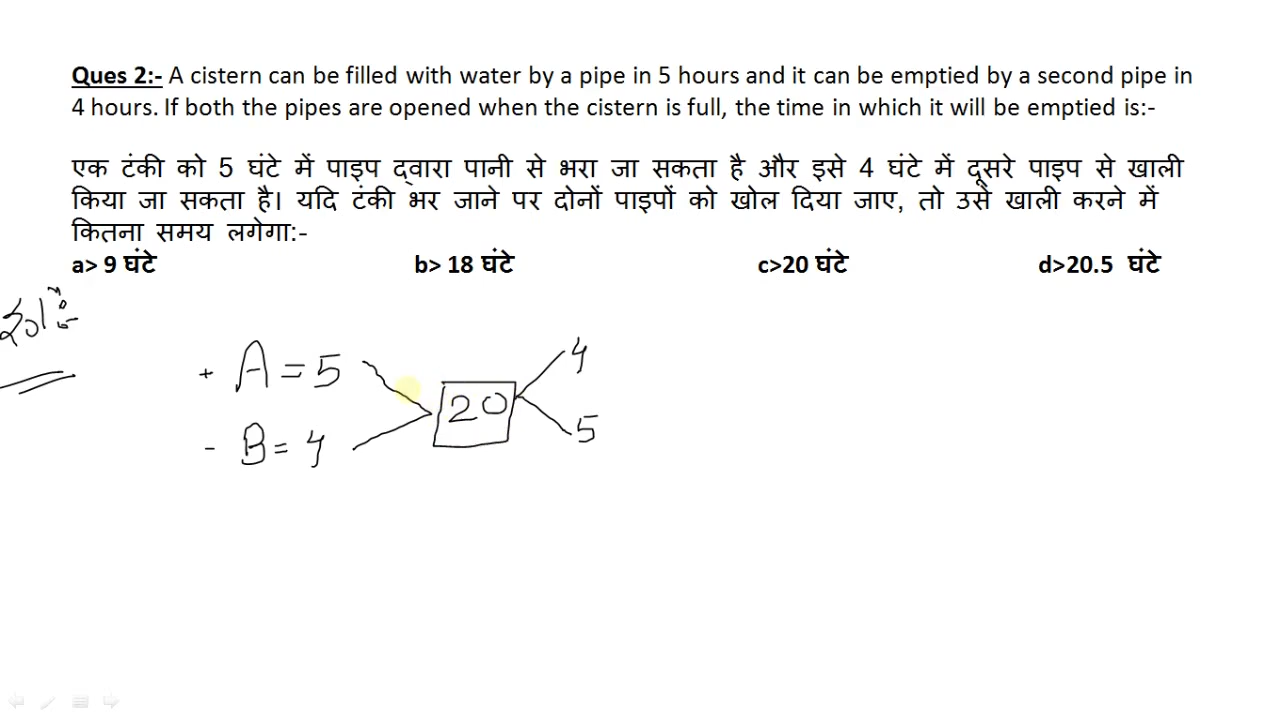 Ques 2:- A cistern can be filled with water by a pipe in 5 hours and it can be emptied by a second pipe in
4 hours. If both the pipes are opened when the cistern is full, the time in which it will be emptied is:-
एक टंकी को 5 घंटे में पाइप द्वारा पानी से भरा जा सकता है और इसे 4 घंटे में दूसरे पाइप से खाली
किया जा सकता है। यदि टंकी भर जाने पर दोनों पाइपों को खोल दिया जाए, तो उसे खाली करने में
कितना समय लगेगा:-
a> 9 घंटे b> 18 घंटे c>20 घंटे d>20.5 घंटे
Sol
+ A = 5 4
20
- B = 4 5